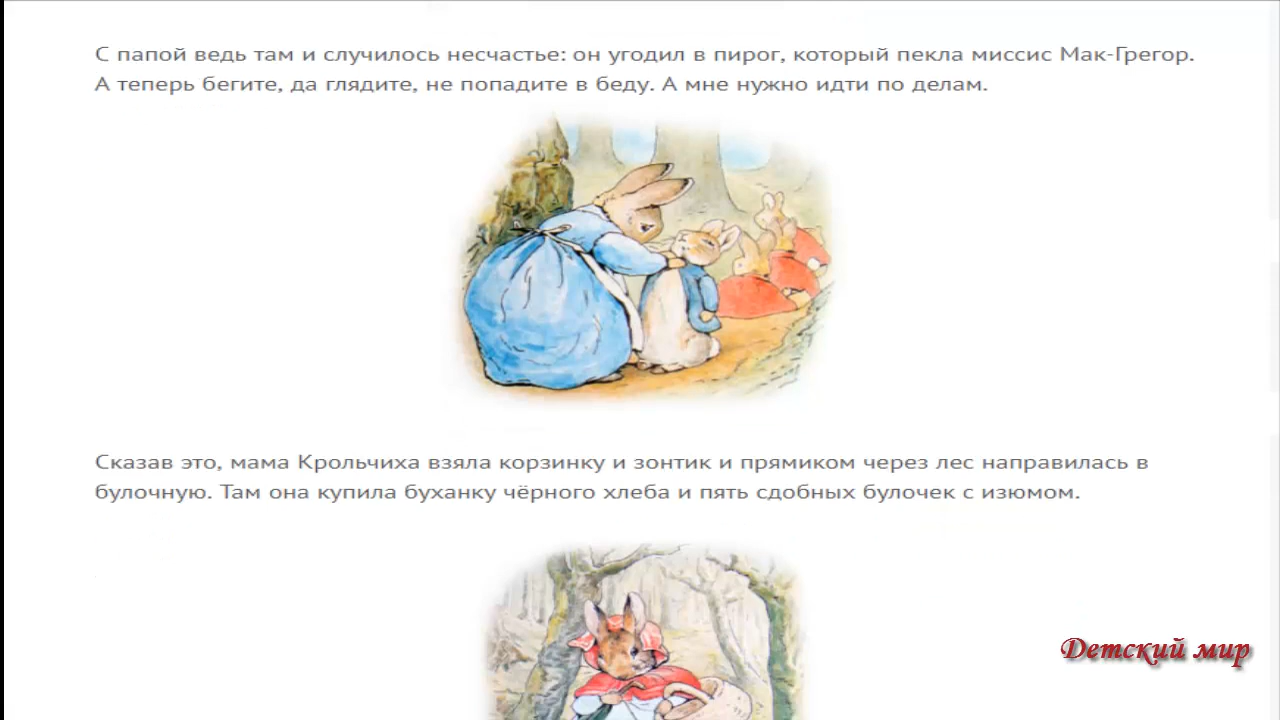 С папой ведь там и случилось несчастье: он угодил в пирог, который пекла миссис Мак-Грегор.
А теперь бегите, да глядите, не попадите в беду. А мне нужно идти по делам.
Сказав это, мама Крольчиха взяла корзинку и зонтик и прямиком через лес направилась в
булочную. Там она купила буханку чёрного хлеба и пять сдобных булочек с изюмом.
Детский мир